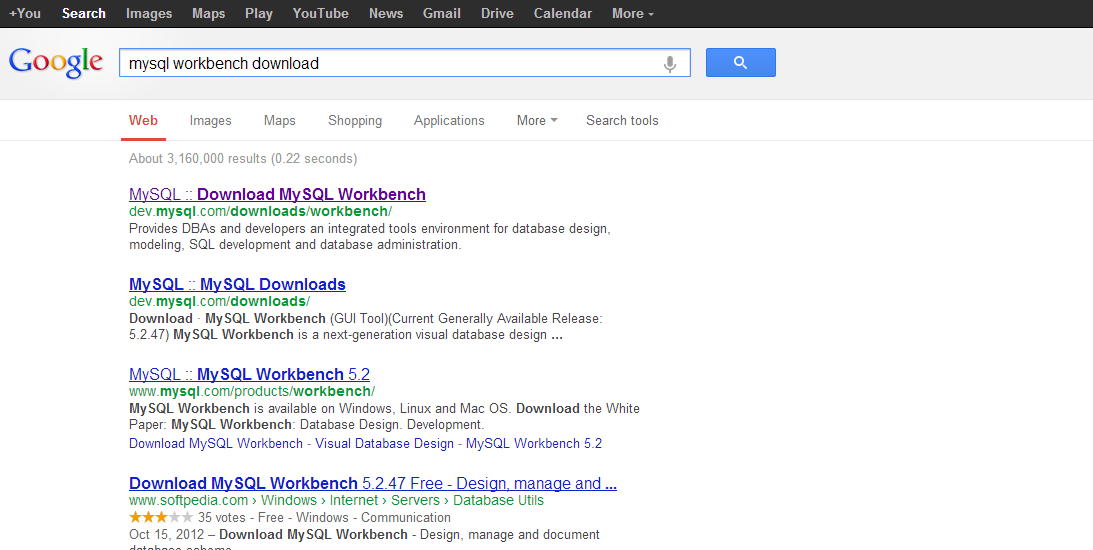 +You Search Images Maps Play YouTube News Gmail Drive Calendar More
Google mysql workbench download
Web Images Maps Shopping Applications More Search tools
About 3,160,000 results (0.22 seconds)
MySQL :: Download MySQL Workbench
dev.mysql.com/downloads/workbench/
Provides DBAs and developers an integrated tools environment for database design,
modeling, SQL development and database administration.
MySQL :: MySQL Downloads
dev.mysql.com/downloads/
Download · MySQL Workbench (GUI Tool)(Current Generally Available Release:
5.2.47) MySQL Workbench is a next-generation visual database design ...
MySQL :: MySQL Workbench 5.2
www.mysql.com/products/workbench/
MySQL Workbench is available on Windows, Linux and Mac OS. Download the White
Paper: MySQL Workbench: Database Design. Development.
Download MySQL Workbench - Visual Database Design - MySQL Workbench 5.2
Download MySQL Workbench 5.2.47 Free - Design, manage and ...
www.softpedia.com › Windows › Internet › Servers › Database Utils
35 votes - Free - Windows - Communication
Oct 15, 2012 – Download MySQL Workbench - Design, manage and document